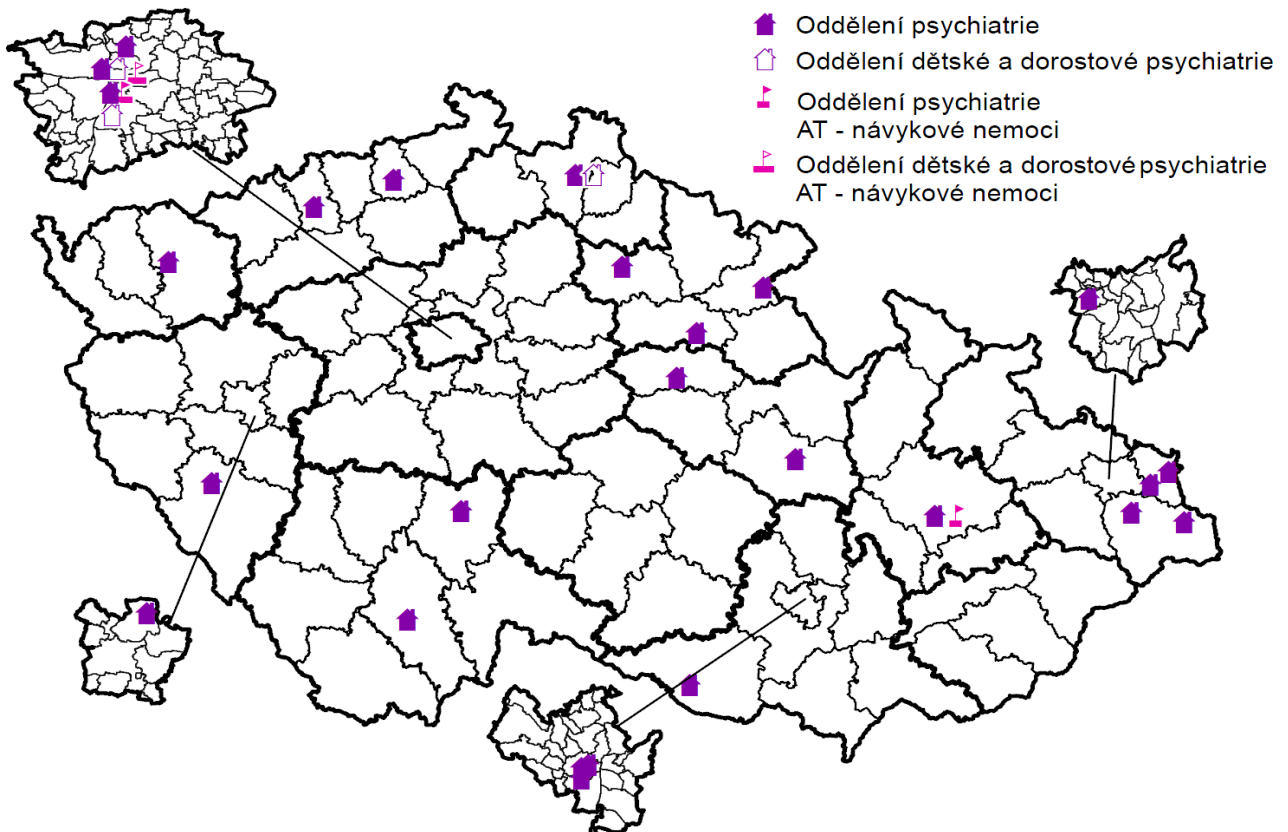 Oddělení psychiatrie
Oddělení dětské a dorostové psychiatrie
Oddělení psychiatrie
AT - návykové nemoci
Oddělení dětské a dorostové psychiatrie
AT - návykové nemoci